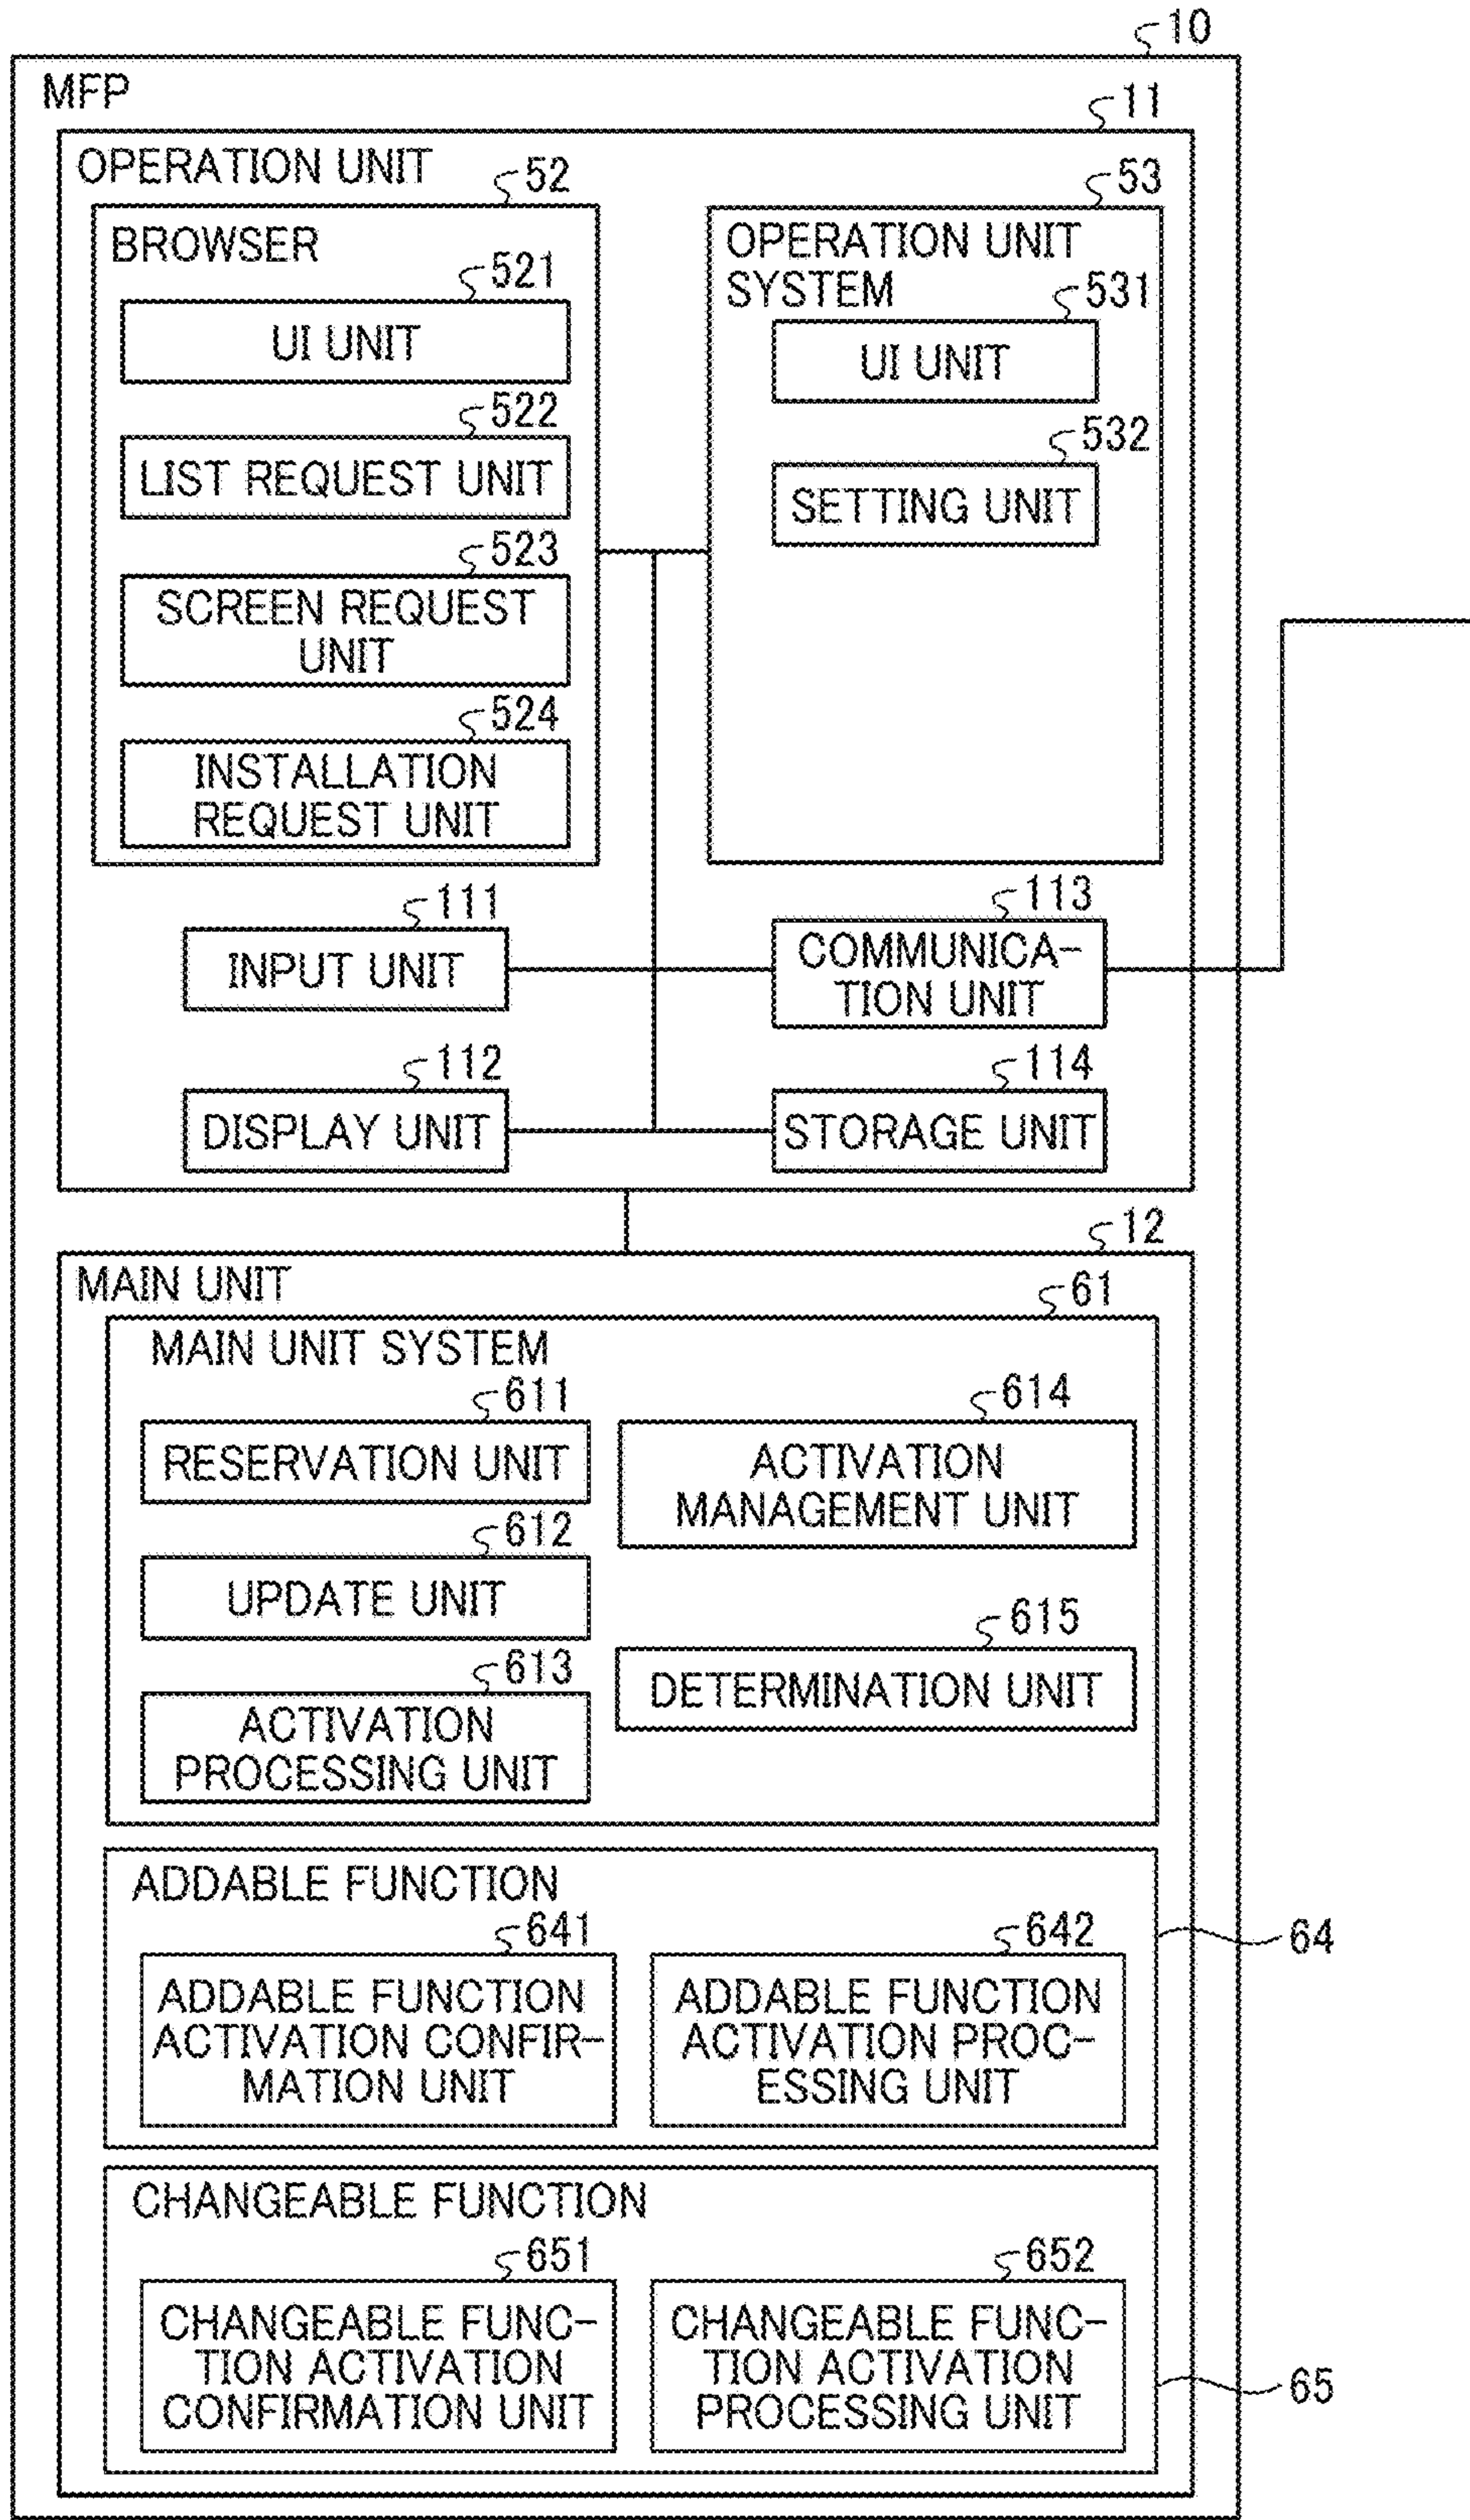 10
MFP
11
OPERATION UNIT
52
BROWSER
521
UI UNIT
522
LIST REQUEST UNIT
523
SCREEN REQUEST
UNIT
524
INSTALLATION
REQUEST UNIT
53
OPERATION UNIT
SYSTEM
531
UI UNIT
532
SETTING UNIT
111
INPUT UNIT
113
COMMUNICA-
TION UNIT
112
DISPLAY UNIT
114
STORAGE UNIT
12
MAIN UNIT
61
MAIN UNIT SYSTEM
611
RESERVATION UNIT
612
UPDATE UNIT
613
ACTIVATION
PROCESSING UNIT
614
ACTIVATION
MANAGEMENT UNIT
615
DETERMINATION UNIT
ADDABLE FUNCTION
64
641
ADDABLE FUNCTION
ACTIVATION CONFIR-
MATION UNIT
642
ADDABLE FUNCTION
ACTIVATION PROC-
ESSING UNIT
CHANGEABLE FUNCTION
65
651
CHANGEABLE FUNC-
TION ACTIVATION
CONFIRMATION UNIT
652
CHANGEABLE FUNC-
TION ACTIVATION
PROCESSING UNIT